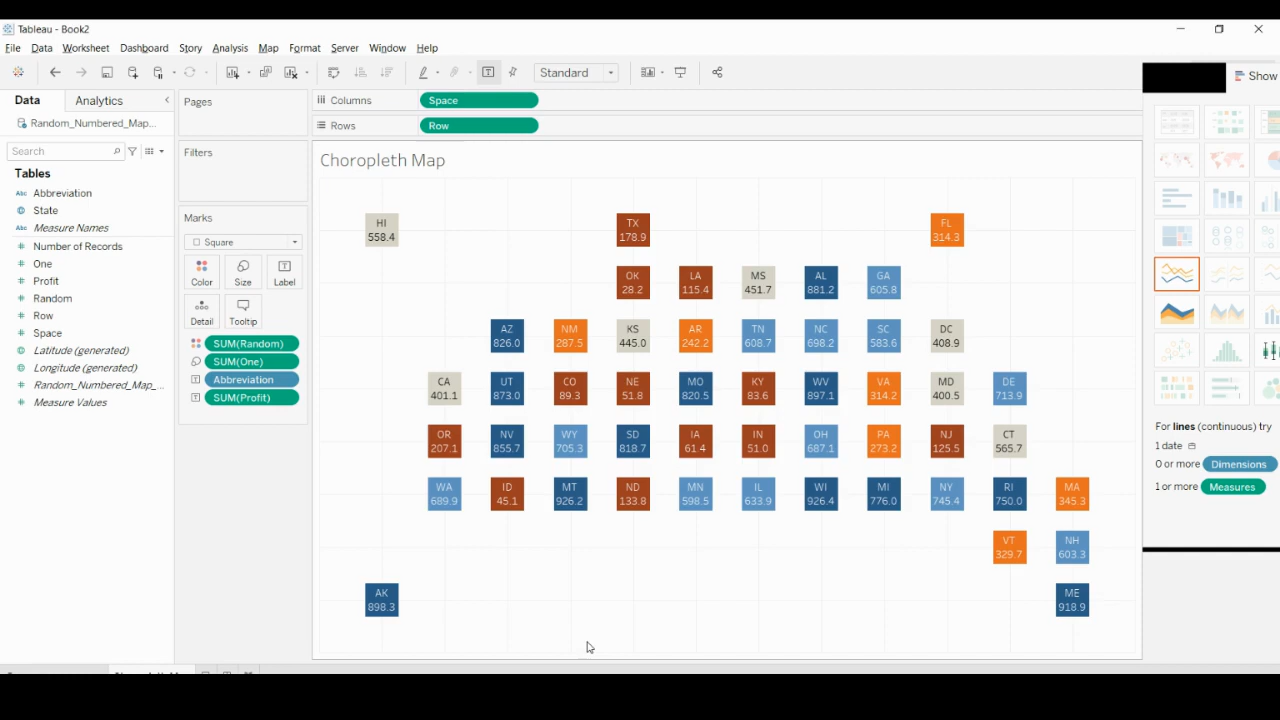 Tableau - Book2
File Data Worksheet Dashboard Story Analysis Map Format Server Window Help
Standard
Show
Data Analytics
Random_Numbered_Map...
Search
Tables
Abc Abbreviation
State
Abc Measure Names
Number of Records
One
Profit
Random
Row
Space
Latitude (generated)
Longitude (generated)
Random_Numbered_Map_...
Measure Values
Pages
Filters
Marks
Square
Color
Size
Label
Detail
Tooltip
SUM(Random)
SUM(One)
Abbreviation
SUM(Profit)
Columns Space
Rows Row
Choropleth Map
HI TX FL
558.4 178.9 314.3
OK LA MS AL GA
28.2 115.4 451.7 881.2 605.8
AZ NM KS AR TN NC SC DC
826.0 287.5 445.0 242.2 608.7 698.2 583.6 408.9
CA UT CO NE MO KY WV VA MD DE
401.1 873.0 89.3 51.8 820.5 83.6 897.1 314.2 400.5 713.9
OR NV WY SD IA IN OH PA NJ CT
207.1 855.7 705.3 818.7 61.4 51.0 687.1 273.2 125.5 565.7
WA ID MT ND MN IL WI MI NY RI MA
689.9 45.1 926.2 133.8 598.5 633.9 926.4 776.0 745.4 750.0 345.3
VT NH
329.7 603.3
AK ME
898.3 918.9
For lines (continuous) try
1 date
0 or more Dimensions
1 or more Measures